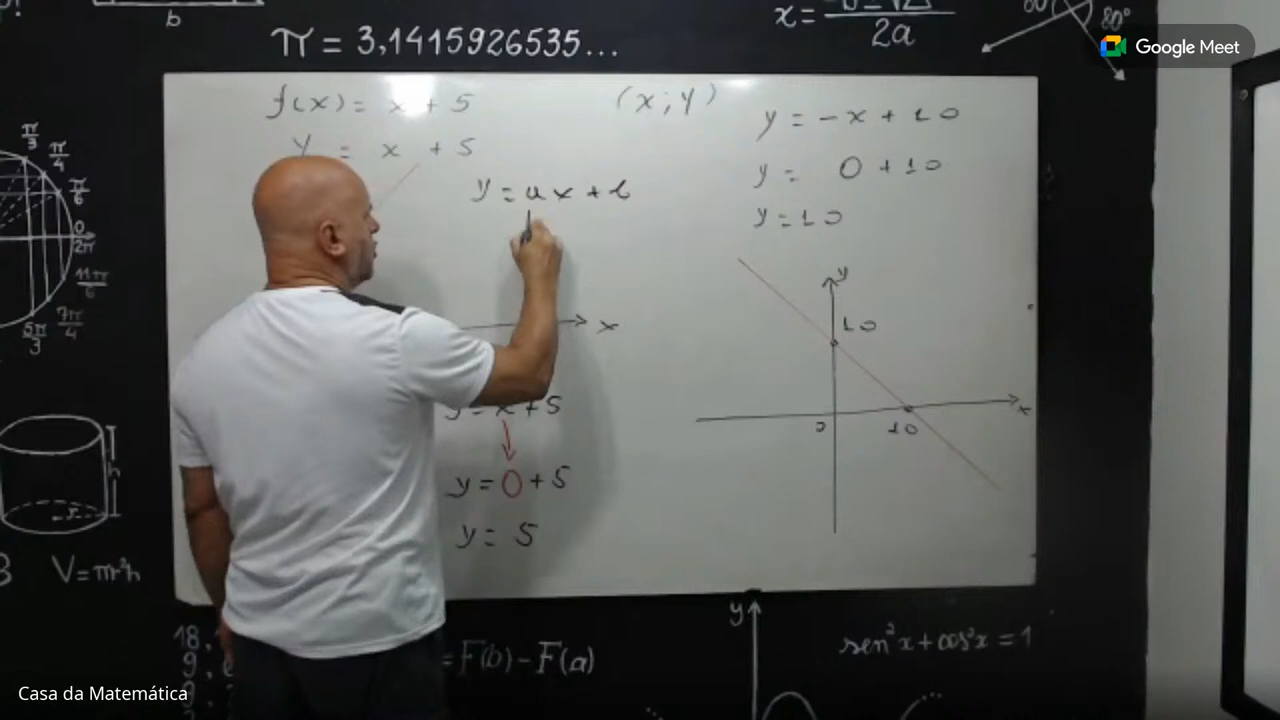 b
π = 3,1415926535...
x =
2a
80°
Google Meet
f(x) = x + 5
y = x + 5
(x ; y)
y = ax + b
y = -x + 10
y = 0 + 10
y = 10
π/3
π/4
π/6
0
2π
11π/6
7π/4
5π/3
y
10
x
0
10
x
y = x + 5
y = 0 + 5
y = 5
h
r
V = πr²h
18,
9,
= F(b) - F(a)
y
sen²x + cos²x = 1
Casa da Matemática